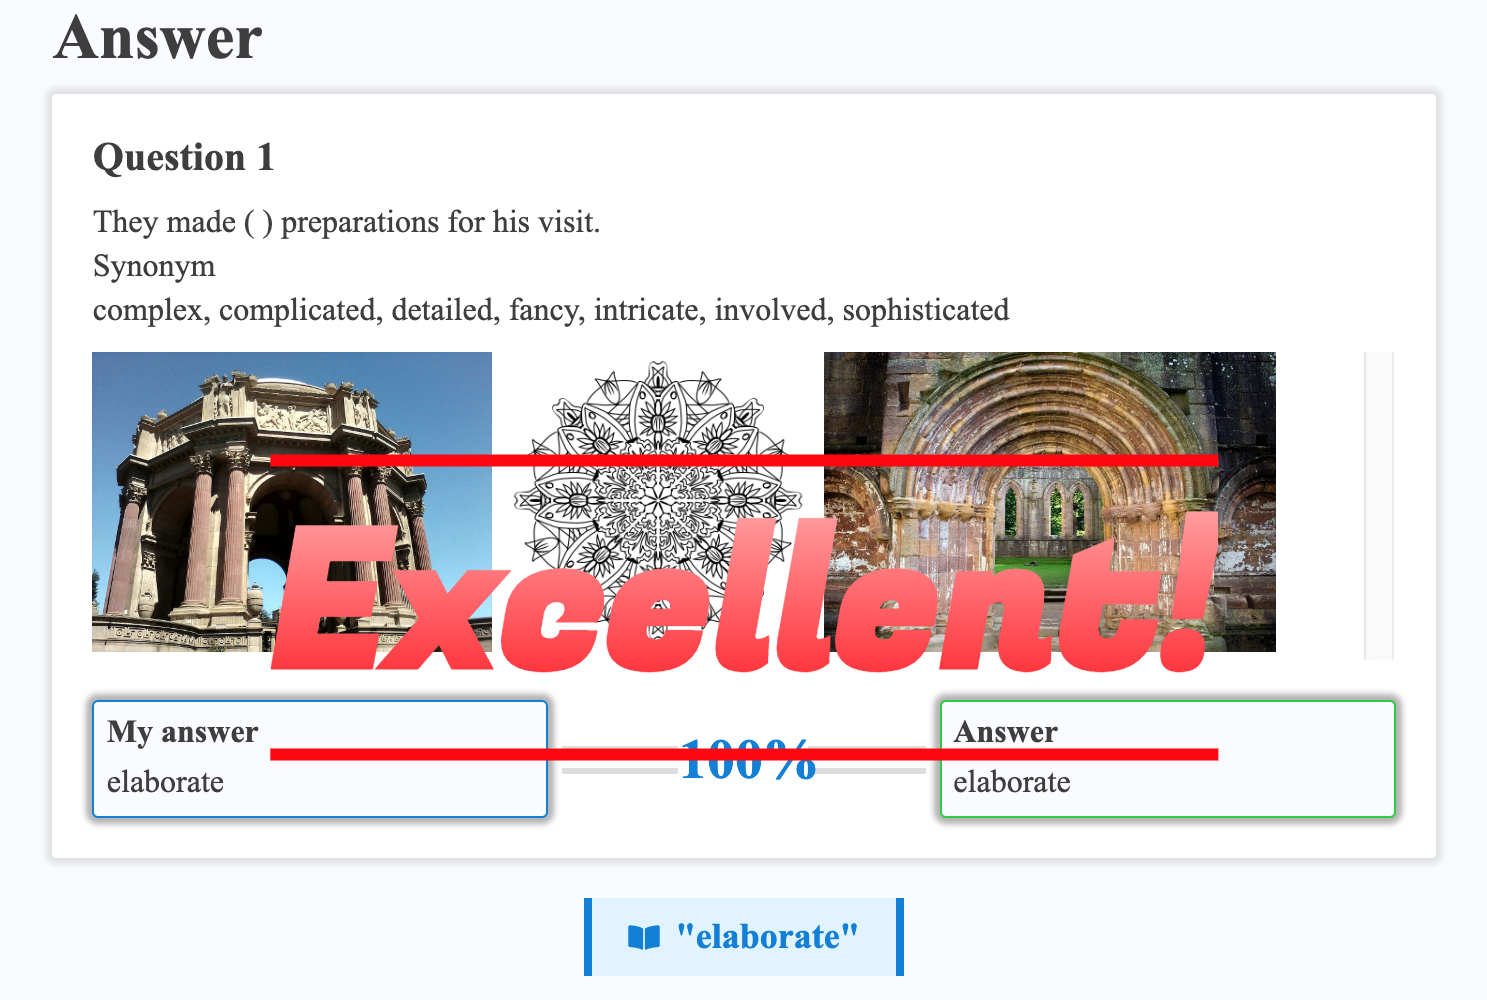 Answer
Question 1
They made ( ) preparations for his visit.
Synonym
complex, complicated, detailed, fancy, intricate, involved, sophisticated
Excellent!
My answer
elaborate
100%
Answer
elaborate
"elaborate"